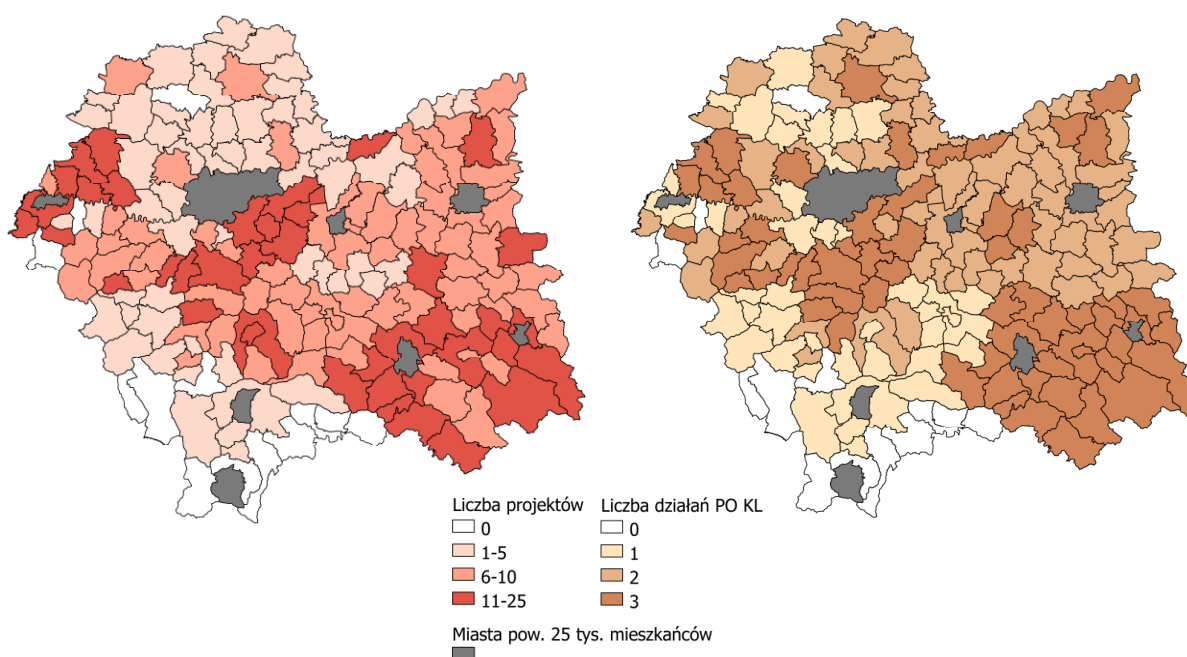 Liczba projektów
0
1-5
6-10
11-25
Liczba działań PO KL
0
1
2
3
Miasta pow. 25 tys. mieszkańców